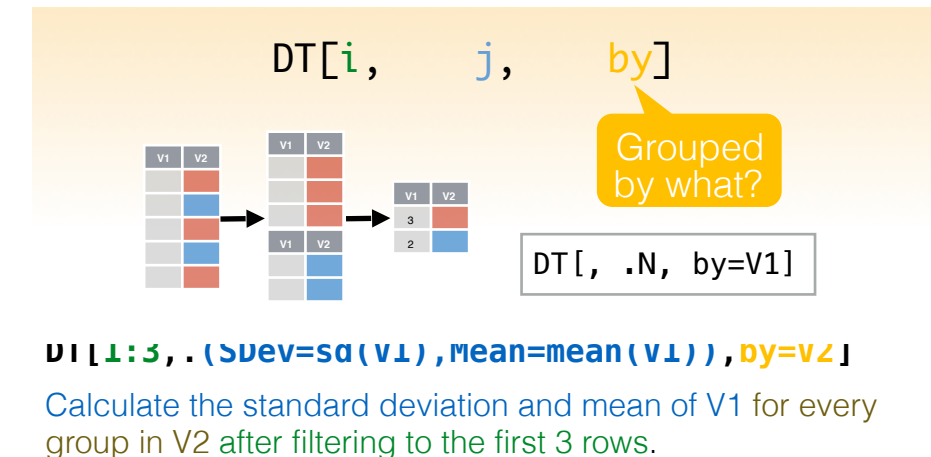 DT[i, j, by]
Grouped
by what?
V1 V2
V1 V2
V1 V2
3
2
V1 V2
DT[, .N, by=V1]
DT[1:3,.(SDev=sd(V1),Mean=mean(V1)),by=V2]
Calculate the standard deviation and mean of V1 for every
group in V2 after filtering to the first 3 rows.